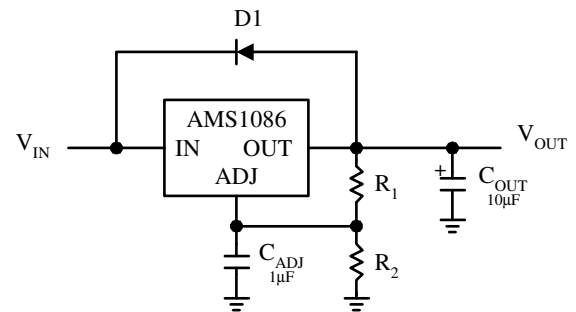 D1
AMS1086
V_IN
IN
OUT
V_OUT
ADJ
+
R_1
C_OUT
10µF
C_ADJ
1µF
R_2